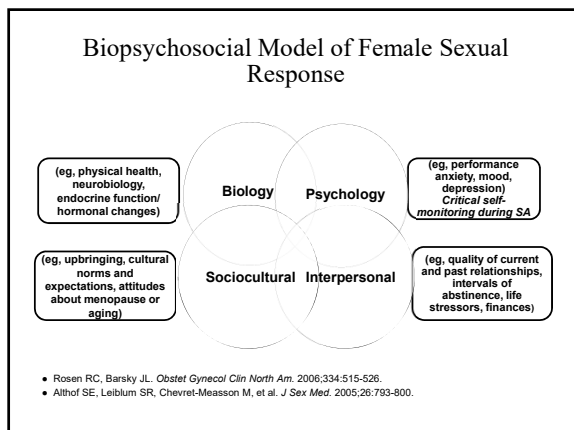 Biopsychosocial Model of Female Sexual
Response
(eg, physical health,
neurobiology,
endocrine function/
hormonal changes)
Biology
Psychology
(eg, performance
anxiety, mood,
depression)
Critical self-
monitoring during SA
(eg, upbringing, cultural
norms and
expectations, attitudes
about menopause or
aging)
Sociocultural
Interpersonal
(eg, quality of current
and past relationships,
intervals of
abstinence, life
stressors, finances)
• Rosen RC, Barsky JL. Obstet Gynecol Clin North Am. 2006;334:515-526.
• Althof SE, Leiblum SR, Chevret-Measson M, et al. J Sex Med. 2005;26:793-800.